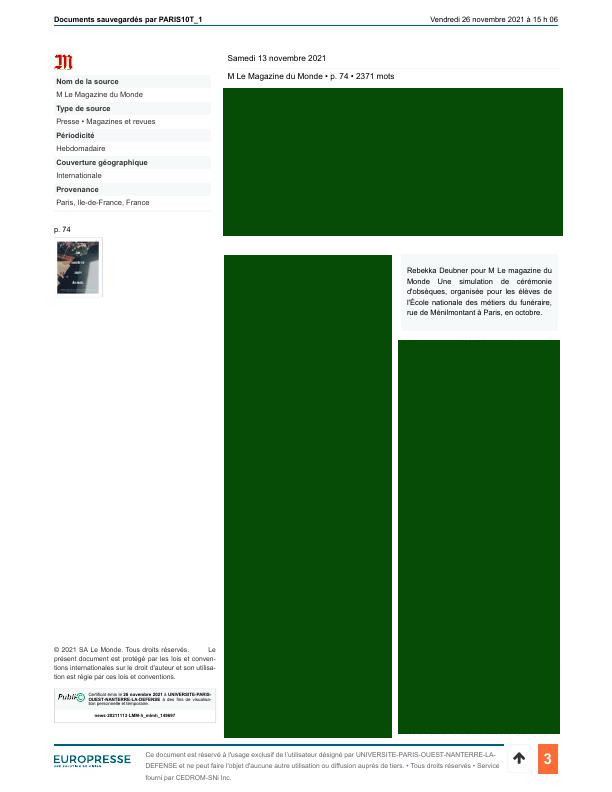 Documents sauvegardés par PARIS10T_1
Vendredi 26 novembre 2021 à 15 h 06
M
Nom de la source
M Le Magazine du Monde
Type de source
Presse • Magazines et revues
Périodicité
Hebdomadaire
Couverture géographique
Internationale
Provenance
Paris, Ile-de-France, France
p. 74
Samedi 13 novembre 2021
M Le Magazine du Monde • p. 74 • 2371 mots
Rebekka Deubner pour M Le magazine du
Monde Une simulation de cérémonie
d'obsèques, organisée pour les élèves de
l'École nationale des métiers du funéraire,
rue de Ménilmontant à Paris, en octobre.
© 2021 SA Le Monde. Tous droits réservés. Le
présent document est protégé par les lois et conven-
tions internationales sur le droit d'auteur et son utilisa-
tion est régie par ces lois et conventions.
Publi©
Certificat émis le 26 novembre 2021 à UNIVERSITE-PARIS-
OUEST-NANTERRE-LA-DEFENSE à des fins de visualisa-
tion personnelle et temporaire.
news·20211113·LMM·
EUROPRESSE
Ce document est réservé à l'usage exclusif de l'utilisateur désigné par UNIVERSITE-PARIS-OUEST-NANTERRE-LA-
DEFENSE et ne peut faire l'objet d'aucune autre utilisation ou diffusion auprès de tiers. • Tous droits réservés • Service
fourni par CEDROM-SNi Inc.
3